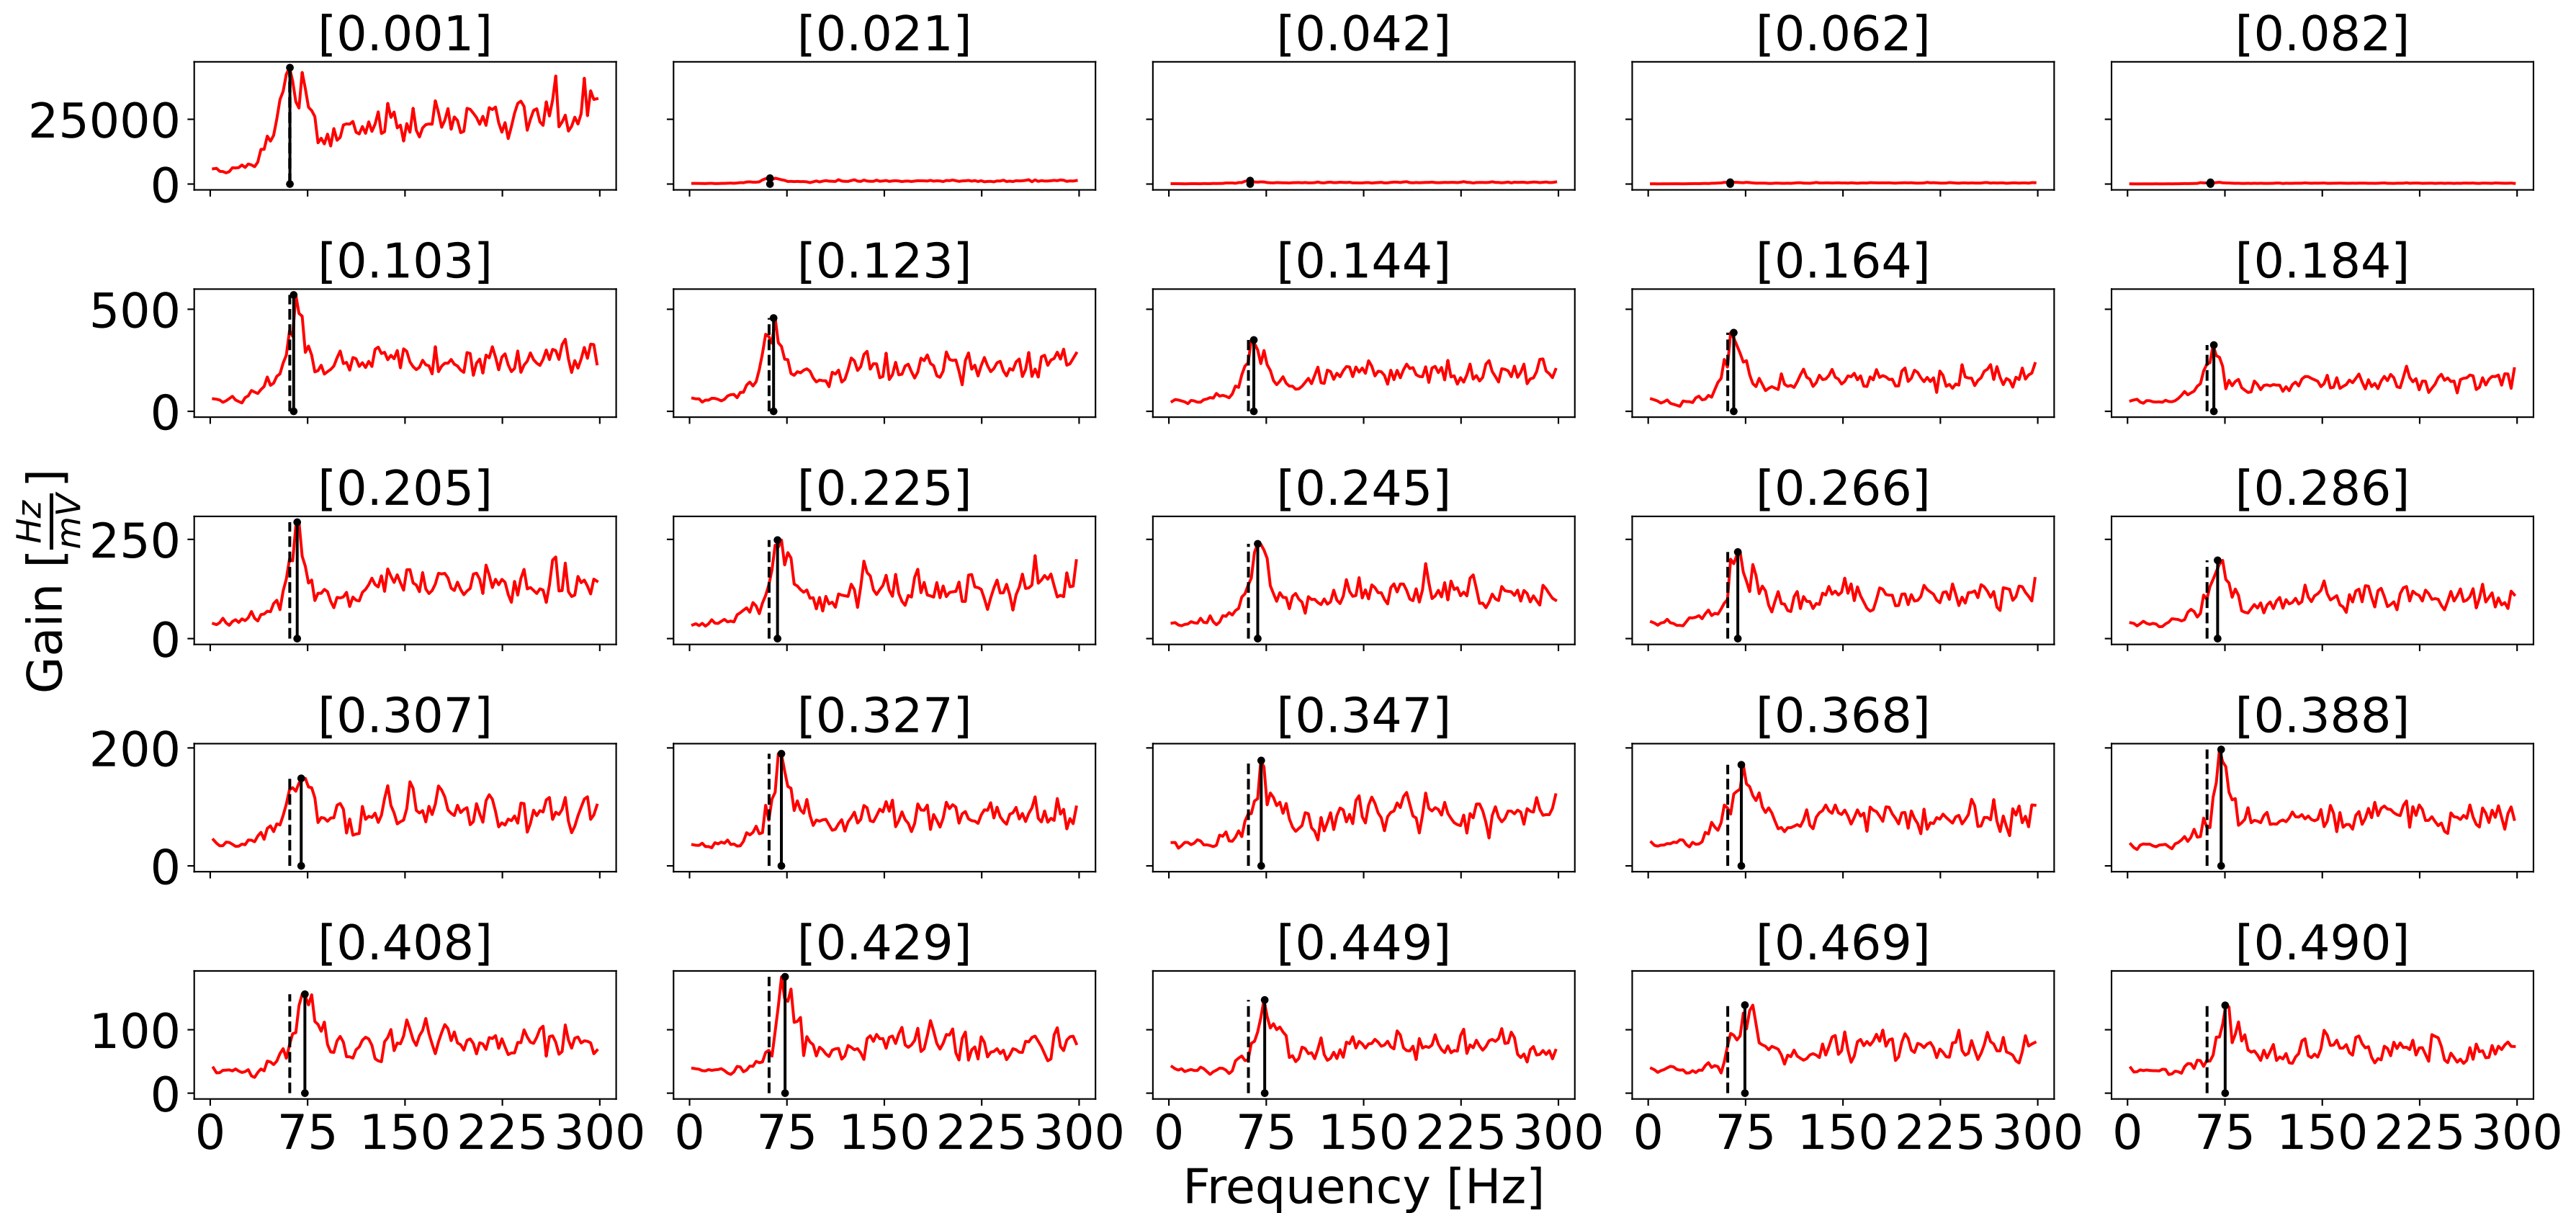 [0.001] [0.021] [0.042] [0.062] [0.082]
25000
0
[0.103] [0.123] [0.144] [0.164] [0.184]
500
0
[0.205] [0.225] [0.245] [0.266] [0.286]
250
0
Gain [Hz/mV]
[0.307] [0.327] [0.347] [0.368] [0.388]
200
0
[0.408] [0.429] [0.449] [0.469] [0.490]
100
0
0 75 150 225 300 0 75 150 225 300 0 75 150 225 300 0 75 150 225 300 0 75 150 225 300
Frequency [Hz]